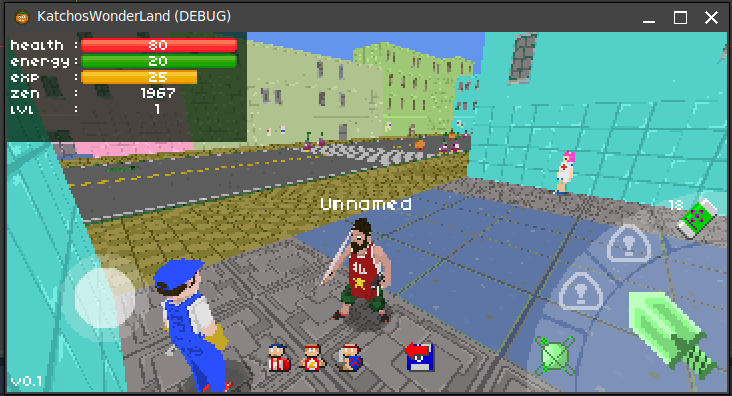 KatchosWonderLand (DEBUG)
health : 80
energy: 20
exp : 25
zen : 1967
lvl : 1
Unnamed
18
v0.1